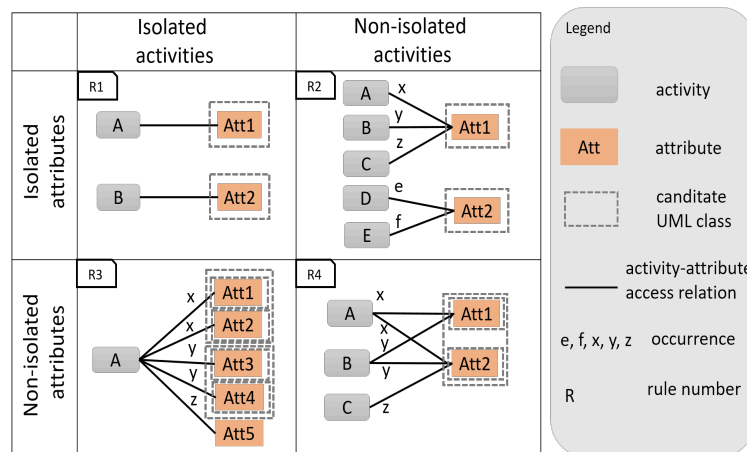 Isolated
activities
Non-isolated
activities
Isolated
attributes
Non-isolated
attributes
R1
A
Att1
B
Att2
R2
A
x
B
y
C
z
Att1
D
e
E
f
Att2
R3
A
x
x
y
y
z
Att1
Att2
Att3
Att4
Att5
R4
A
x
x
B
y
y
C
z
Att1
Att2
Legend
activity
Att
attribute
canditate
UML class
activity-attribute
access relation
e, f, x, y, z
occurrence
R
rule number